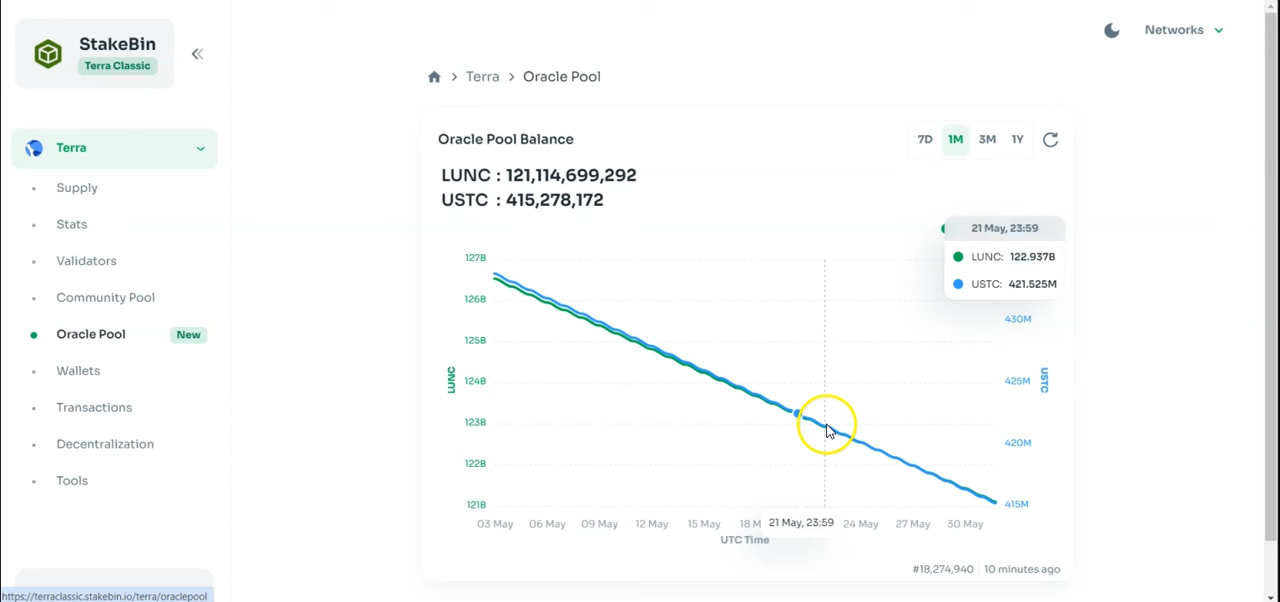 StakeBin
Terra Classic
Networks
Terra > Oracle Pool
Terra
Supply
Stats
Validators
Community Pool
Oracle Pool New
Wallets
Transactions
Decentralization
Tools
Oracle Pool Balance
7D 1M 3M 1Y
LUNC : 121,114,699,292
USTC : 415,278,172
21 May, 23:59
LUNC: 122.937B
USTC: 421.525M
127B
126B
125B
124B
123B
122B
121B
LUNC
430M
425M
420M
415M
USTC
03 May 06 May 09 May 12 May 15 May 18 M 21 May, 23:59 24 May 27 May 30 May
UTC Time
#18,274,940 10 minutes ago
https://terraclassic.stakebin.io/terra/oraclepool